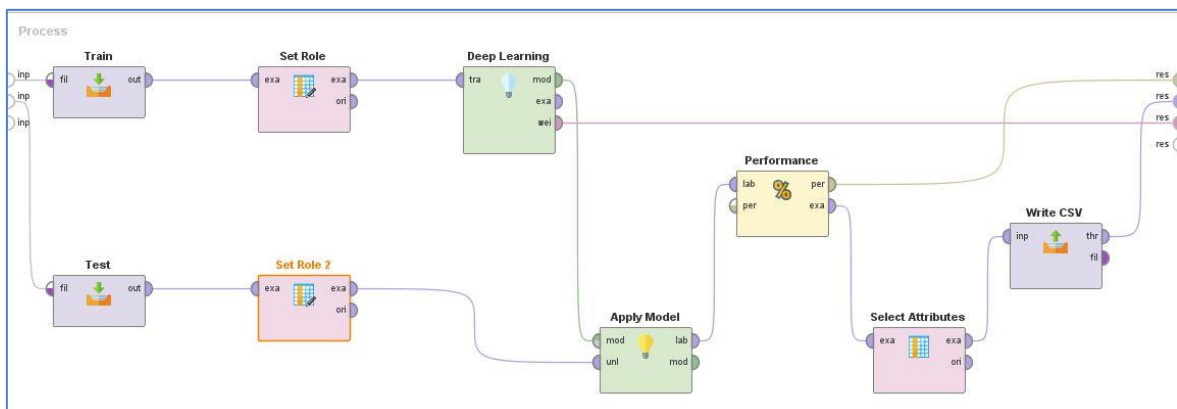 Process
Train
Set Role
Deep Learning
inp
fil
out
exa
exa
tra
mod
res
inp
ori
exa
res
inp
wei
res
res
Performance
lab
per
per
exa
Write CSV
inp
thr
fil
Test
Set Role 2
fil
out
exa
exa
ori
Apply Model
Select Attributes
mod
lab
exa
exa
unl
mod
ori